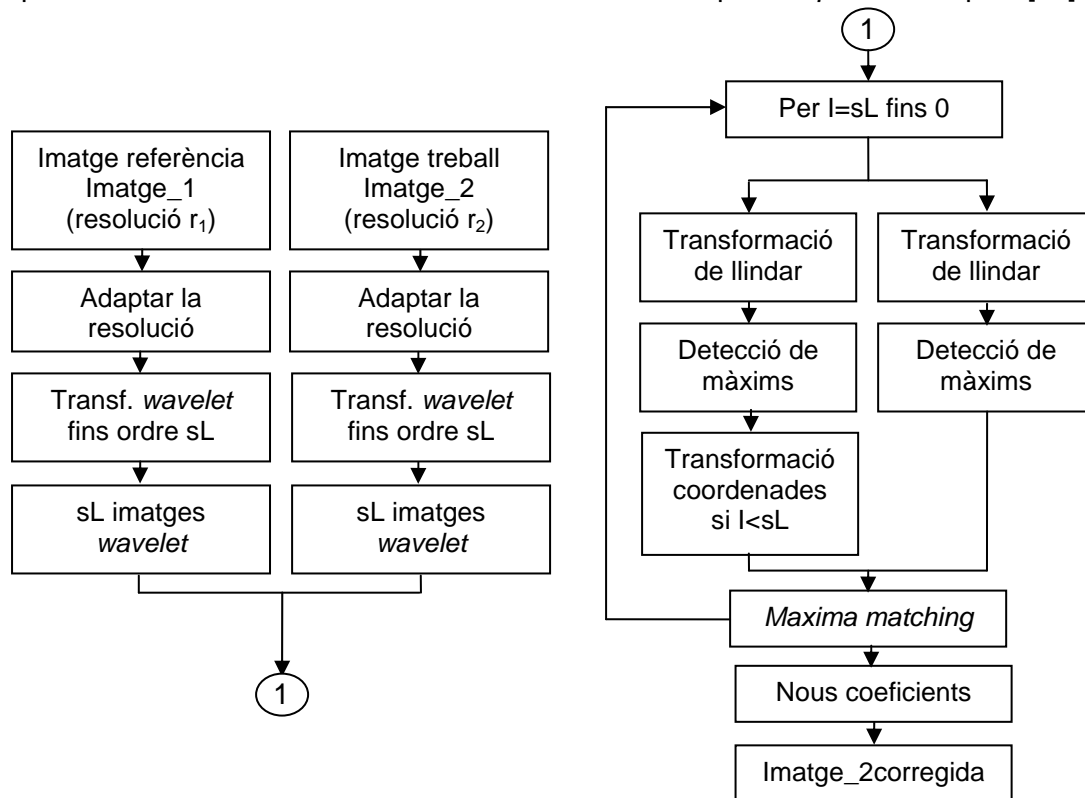 Imatge referència
Imatge_1
(resolució r₁)
Adaptar la
resolució
Transf. wavelet
fins ordre sL
sL imatges
wavelet
Imatge treball
Imatge_2
(resolució r₂)
Adaptar la
resolució
Transf. wavelet
fins ordre sL
sL imatges
wavelet
1
1
Per I=sL fins 0
Transformació
de llindar
Detecció de
màxims
Transformació
coordenades
si I<sL
Transformació
de llindar
Detecció de
màxims
Maxima matching
Nous coeficients
Imatge_2corregida